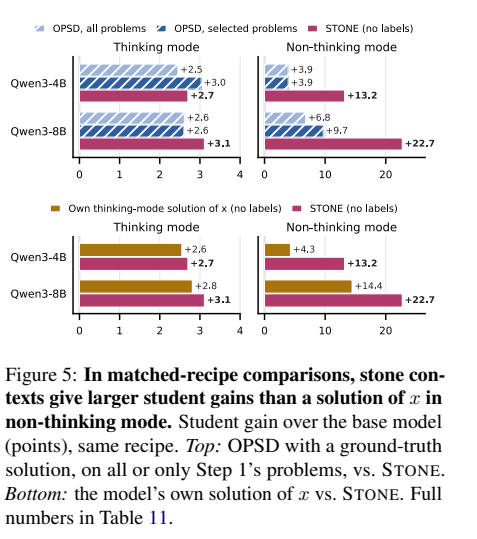 OPSD, all problems OPSD, selected problems STONE (no labels)
Thinking mode Non-thinking mode
Qwen3-4B +2.5 +3.9
+3.0 +3.9
+2.7 +13.2
Qwen3-8B +2.6 +6.8
+2.6 +9.7
+3.1 +22.7
0 1 2 3 4 0 10 20
Own thinking-mode solution of x (no labels) STONE (no labels)
Thinking mode Non-thinking mode
Qwen3-4B +2.6 +4.3
+2.7 +13.2
Qwen3-8B +2.8 +14.4
+3.1 +22.7
0 1 2 3 4 0 10 20
Figure 5: In matched-recipe comparisons, stone con-
texts give larger student gains than a solution of x in
non-thinking mode. Student gain over the base model
(points), same recipe. Top: OPSD with a ground-truth
solution, on all or only Step 1's problems, vs. STONE.
Bottom: the model's own solution of x vs. STONE. Full
numbers in Table 11.